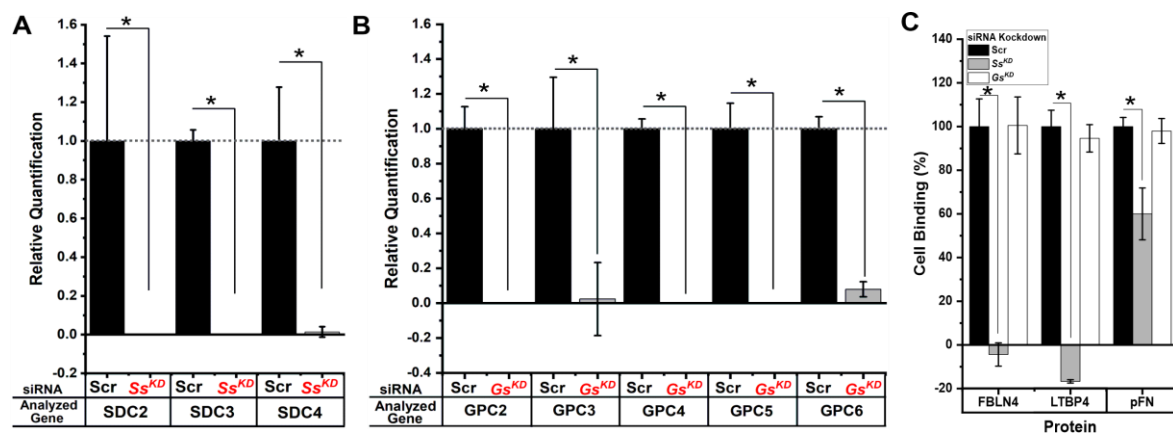 A
1.6
1.4
1.2
1.0
0.8
0.6
0.4
0.2
0.0
-0.2
Relative Quantification
* * *
siRNA Scr Ss^KD Scr Ss^KD Scr Ss^KD
Analyzed Gene SDC2 SDC3 SDC4
B
1.6
1.4
1.2
1.0
0.8
0.6
0.4
0.2
0.0
-0.2
-0.4
Relative Quantification
* * * * *
siRNA Scr Gs^KD Scr Gs^KD Scr Gs^KD Scr Gs^KD Scr Gs^KD
Analyzed Gene GPC2 GPC3 GPC4 GPC5 GPC6
C
140
120
100
80
60
40
20
0
-20
Cell Binding (%)
siRNA Kockdown
Scr
Ss^KD
Gs^KD
* * *
FBLN4 LTBP4 pFN
Protein